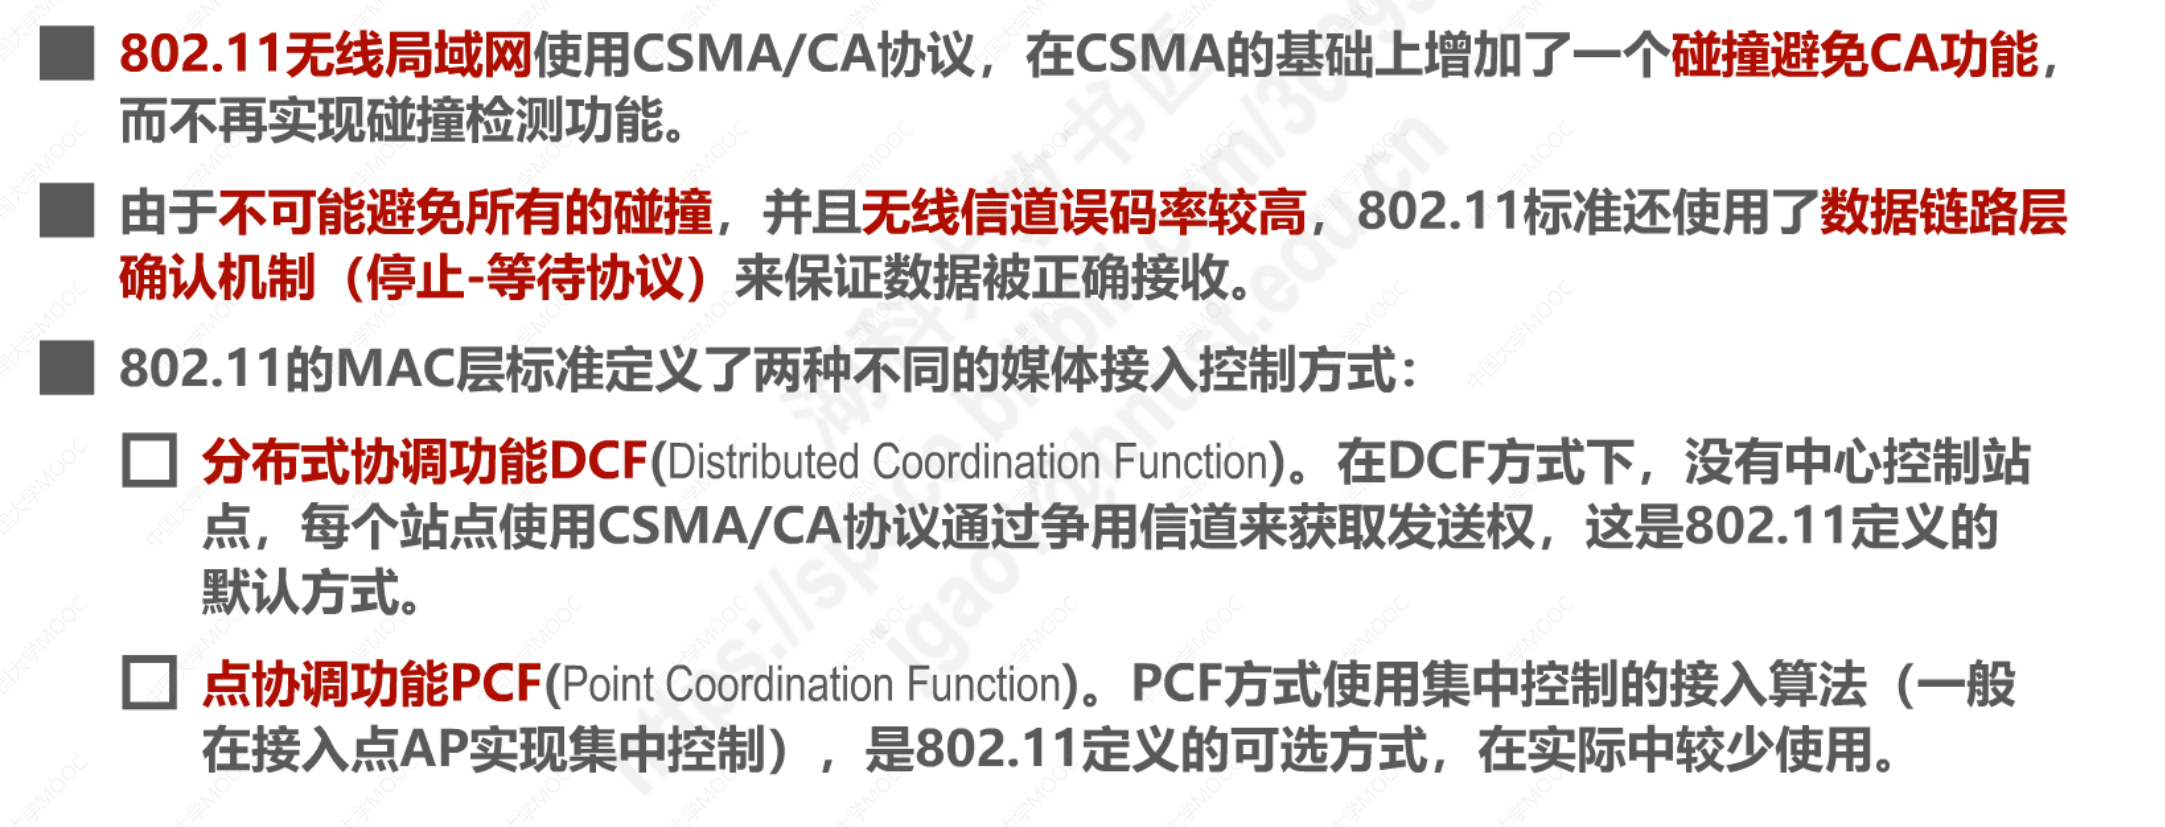 802.11无线局域网使用CSMA/CA协议，在CSMA的基础上增加了一个碰撞避免CA功能，
而不再实现碰撞检测功能。
由于不可能避免所有的碰撞，并且无线信道误码率较高，802.11标准还使用了数据链路层
确认机制（停止-等待协议）来保证数据被正确接收。
802.11的MAC层标准定义了两种不同的媒体接入控制方式：
分布式协调功能DCF(Distributed Coordination Function)。在DCF方式下，没有中心控制站
点，每个站点使用CSMA/CA协议通过争用信道来获取发送权，这是802.11定义的
默认方式。
点协调功能PCF(Point Coordination Function)。PCF方式使用集中控制的接入算法（一般
在接入点AP实现集中控制），是802.11定义的可选方式，在实际中较少使用。
中国大学MOOC